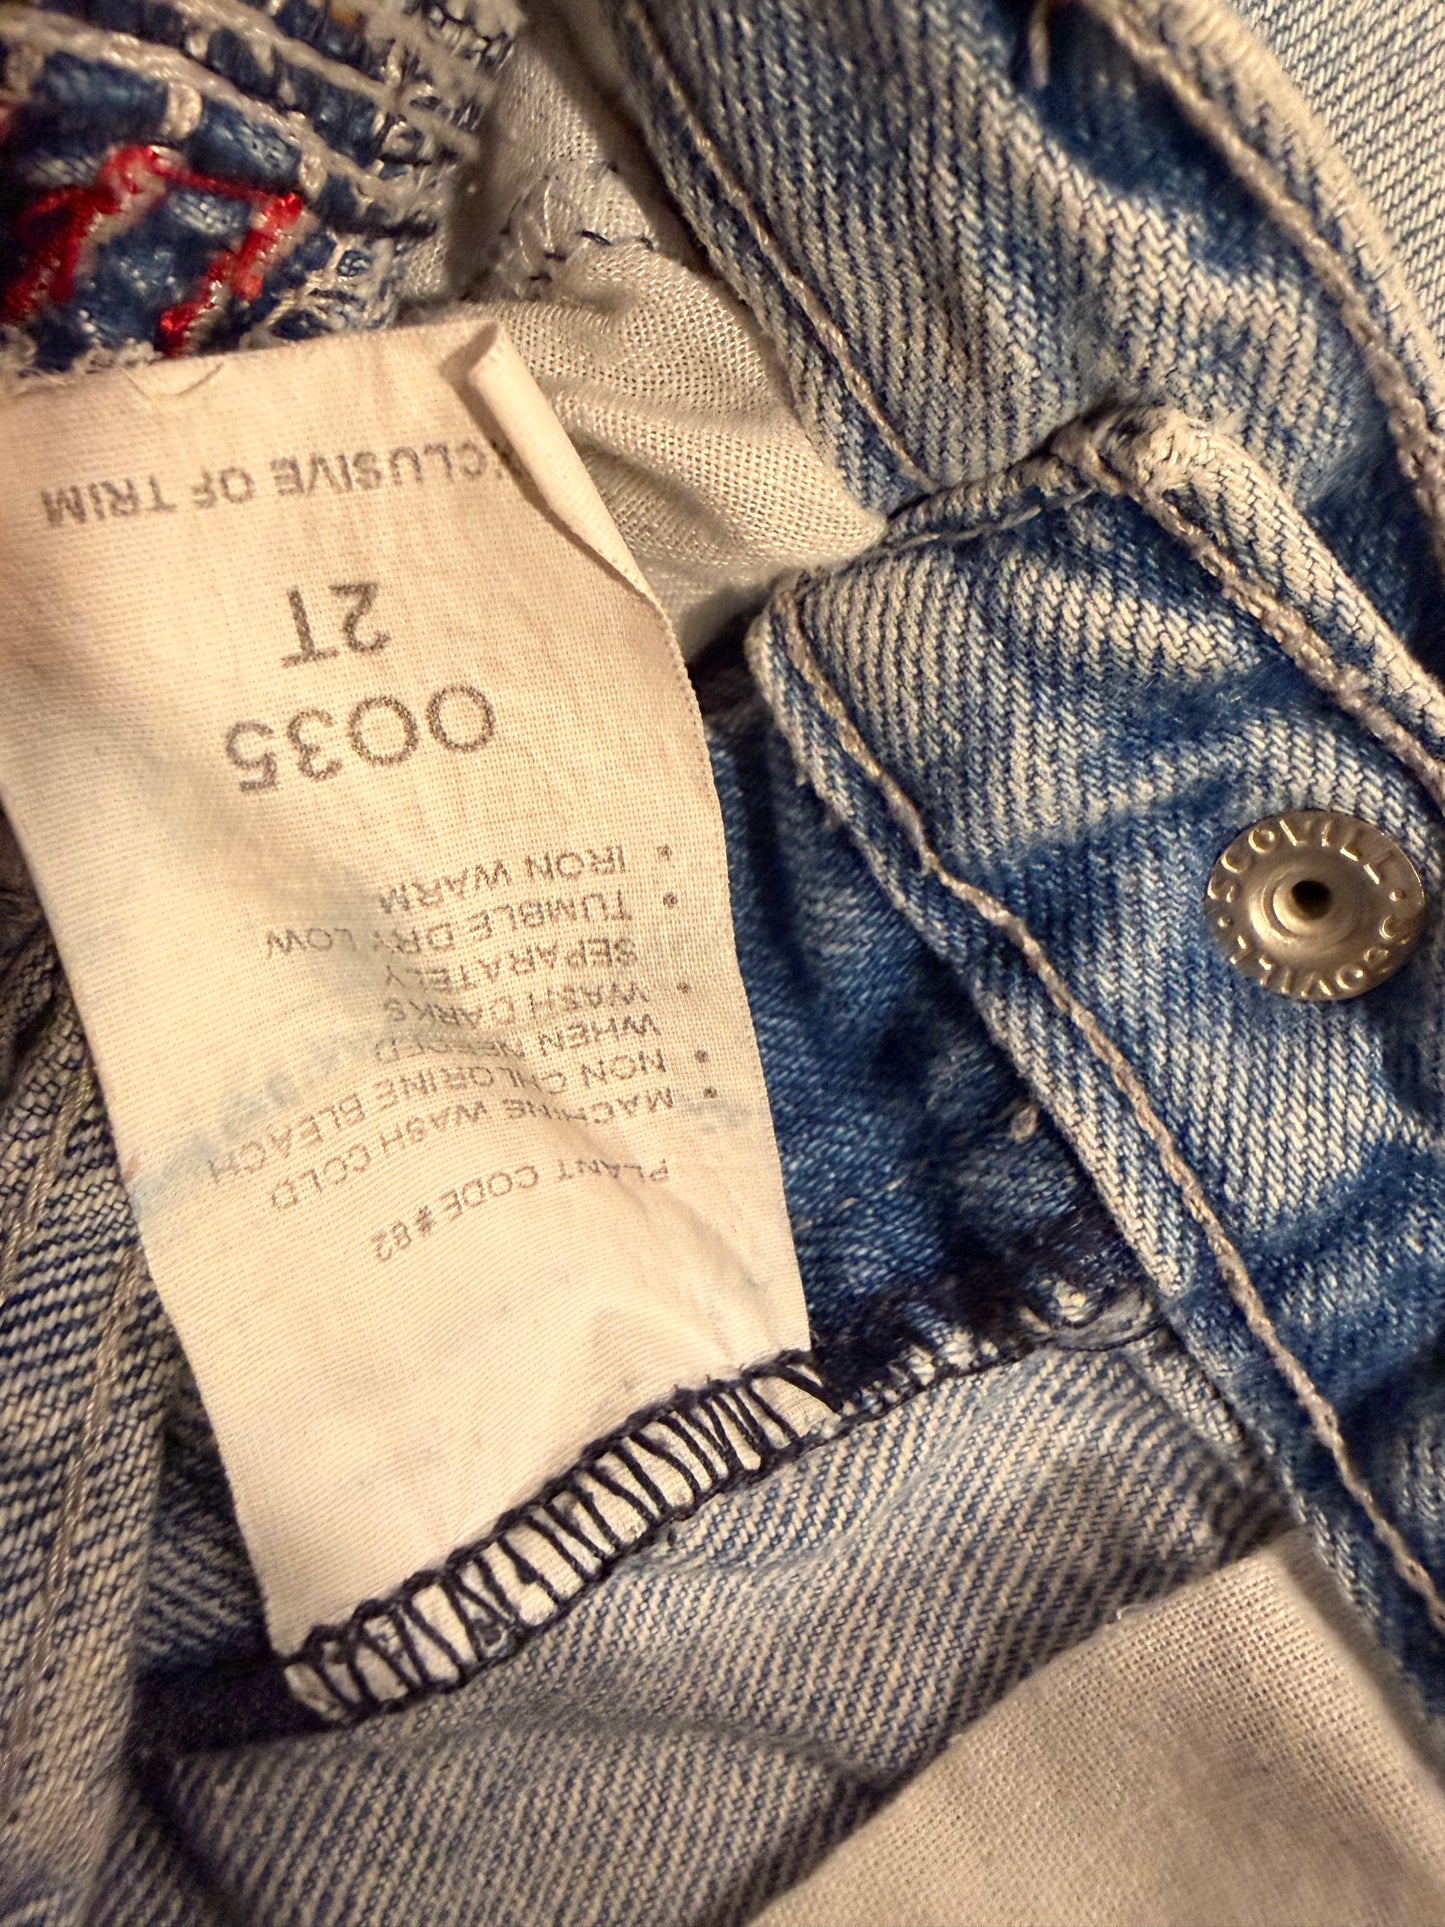 EXCLUSIVE OF TRIM
2T
0035
• IRON WARM
• TUMBLE DRY LOW
SEPARATELY
• WASH DARKS
WHEN NEEDED
• NON CHLORINE BLEACH
• MACHINE WASH COLD
PLANT CODE #82
SCOVILL • SCOVILL •